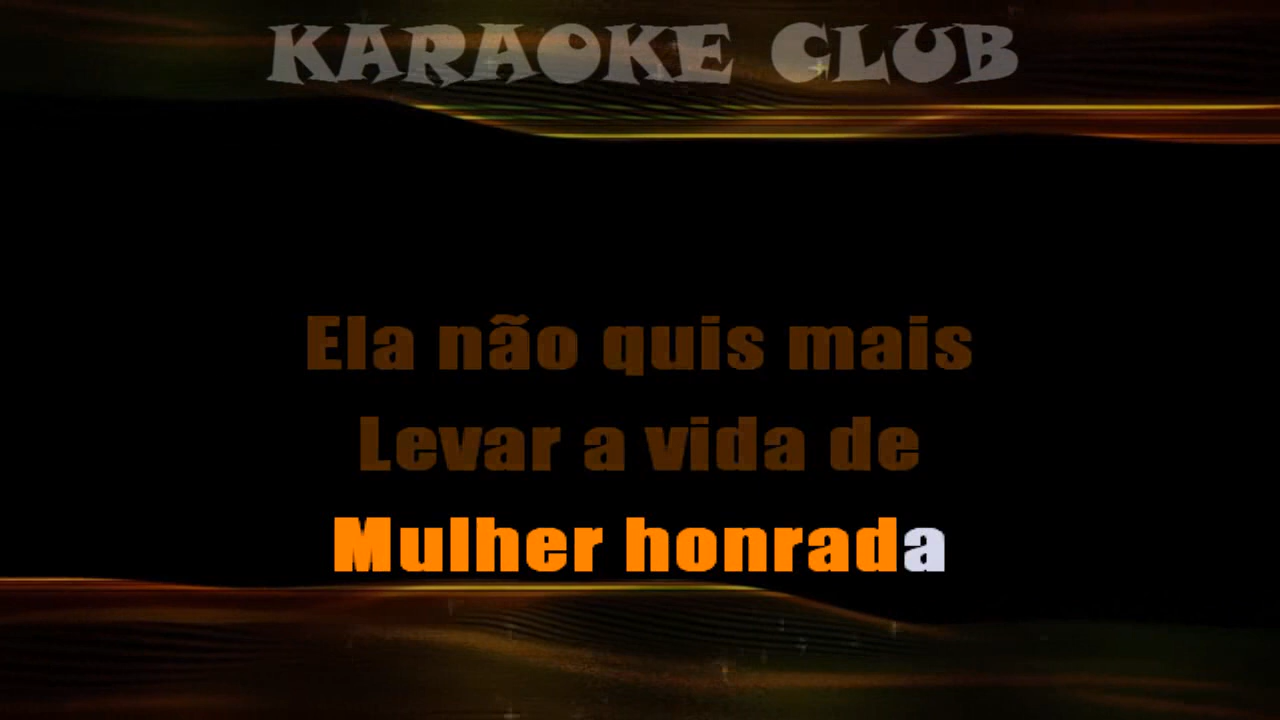 KARAOKE CLUB
Ela não quis mais
Levar a vida de
Mulher honrada